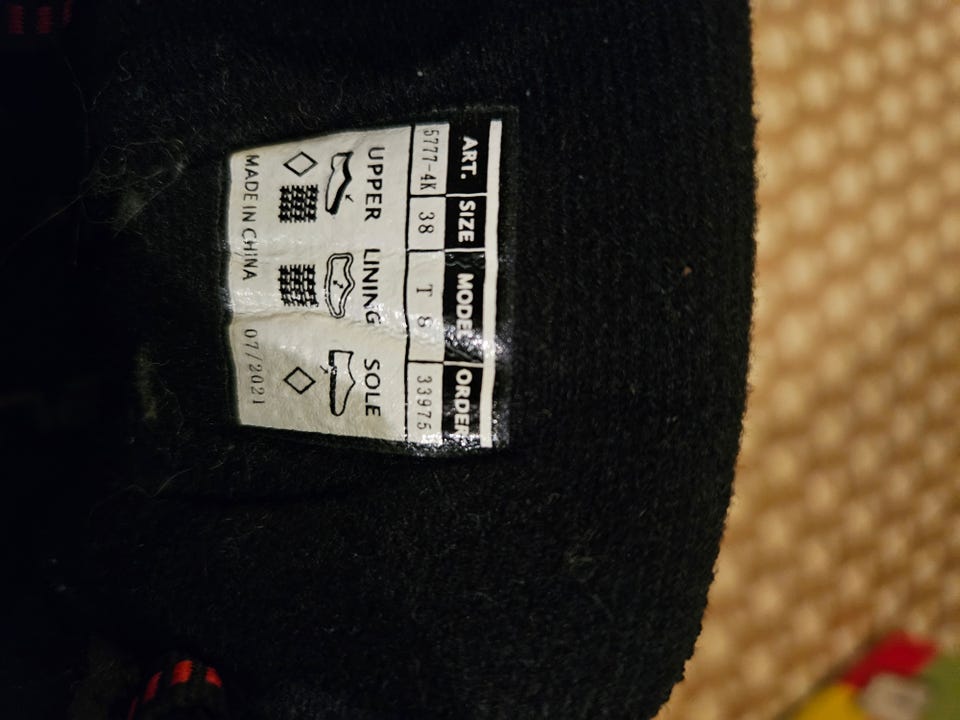 ART. SIZE MODEL ORDER
5777-4K 38 T 8 33975
UPPER LINING SOLE
MADE IN CHINA 07/2021